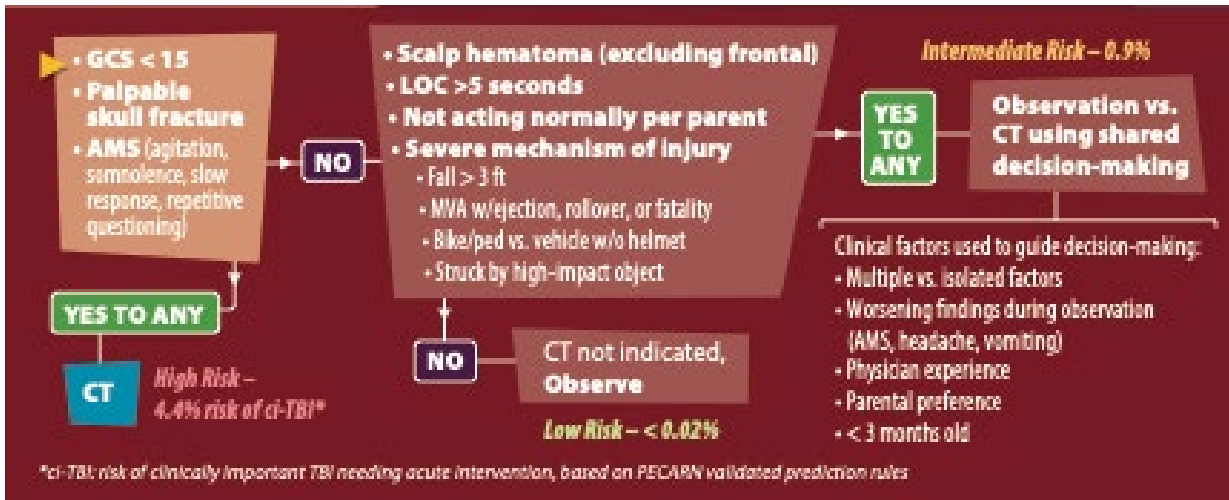 • GCS < 15
• Palpable
skull fracture
• AMS (agitation,
somnolence, slow
response, repetitive
questioning)
YES TO ANY
CT
High Risk –
4.4% risk of ci-TBI*
NO
• Scalp hematoma (excluding frontal)
• LOC >5 seconds
• Not acting normally per parent
• Severe mechanism of injury
• Fall > 3 ft
• MVA w/ejection, rollover, or fatality
• Bike/ped vs. vehicle w/o helmet
• Struck by high-impact object
NO
CT not indicated,
Observe
Low Risk – < 0.02%
YES
TO
ANY
Intermediate Risk – 0.9%
Observation vs.
CT using shared
decision-making
Clinical factors used to guide decision-making:
• Multiple vs. isolated factors
• Worsening findings during observation
(AMS, headache, vomiting)
• Physician experience
• Parental preference
• < 3 months old
*ci-TBI: risk of clinically important TBI needing acute intervention, based on PECARN validated prediction rules